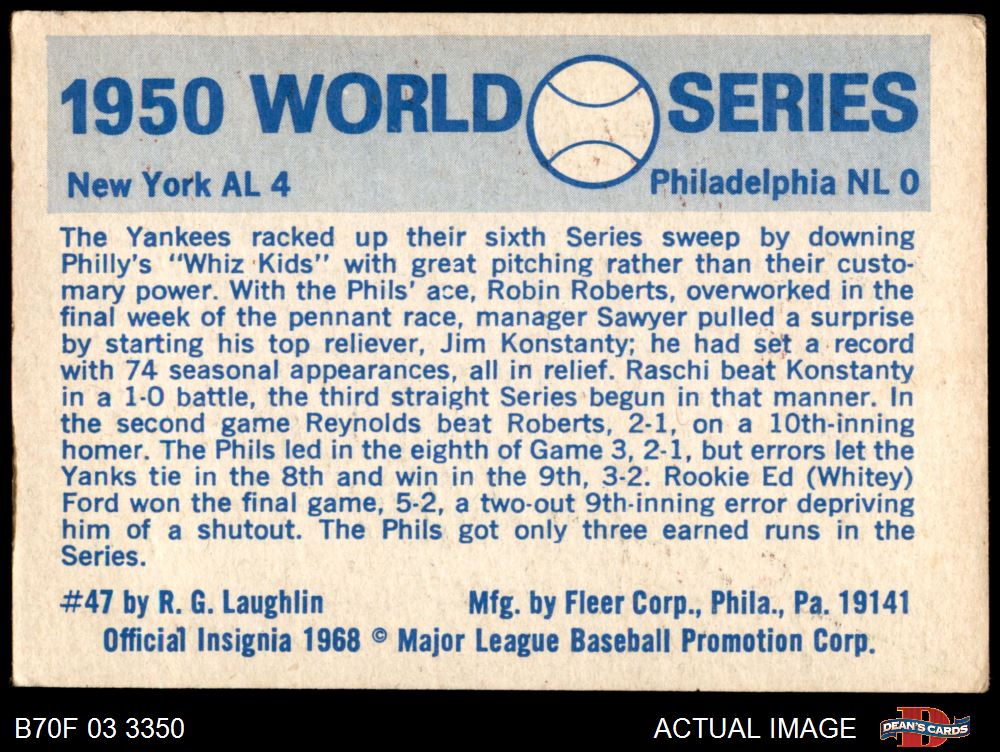 1950 WORLD SERIES
New York AL 4 Philadelphia NL 0
The Yankees racked up their sixth Series sweep by downing
Philly's "Whiz Kids" with great pitching rather than their custo-
mary power. With the Phils' ace, Robin Roberts, overworked in the
final week of the pennant race, manager Sawyer pulled a surprise
by starting his top reliever, Jim Konstanty; he had set a record
with 74 seasonal appearances, all in relief. Raschi beat Konstanty
in a 1-0 battle, the third straight Series begun in that manner. In
the second game Reynolds beat Roberts, 2-1, on a 10th-inning
homer. The Phils led in the eighth of Game 3, 2-1, but errors let the
Yanks tie in the 8th and win in the 9th, 3-2. Rookie Ed (Whitey)
Ford won the final game, 5-2, a two-out 9th-inning error depriving
him of a shutout. The Phils got only three earned runs in the
Series.
#47 by R. G. Laughlin Mfg. by Fleer Corp., Phila., Pa. 19141
Official Insignia 1968 © Major League Baseball Promotion Corp.
B70F 03 3350 ACTUAL IMAGE DEAN'S CARDS